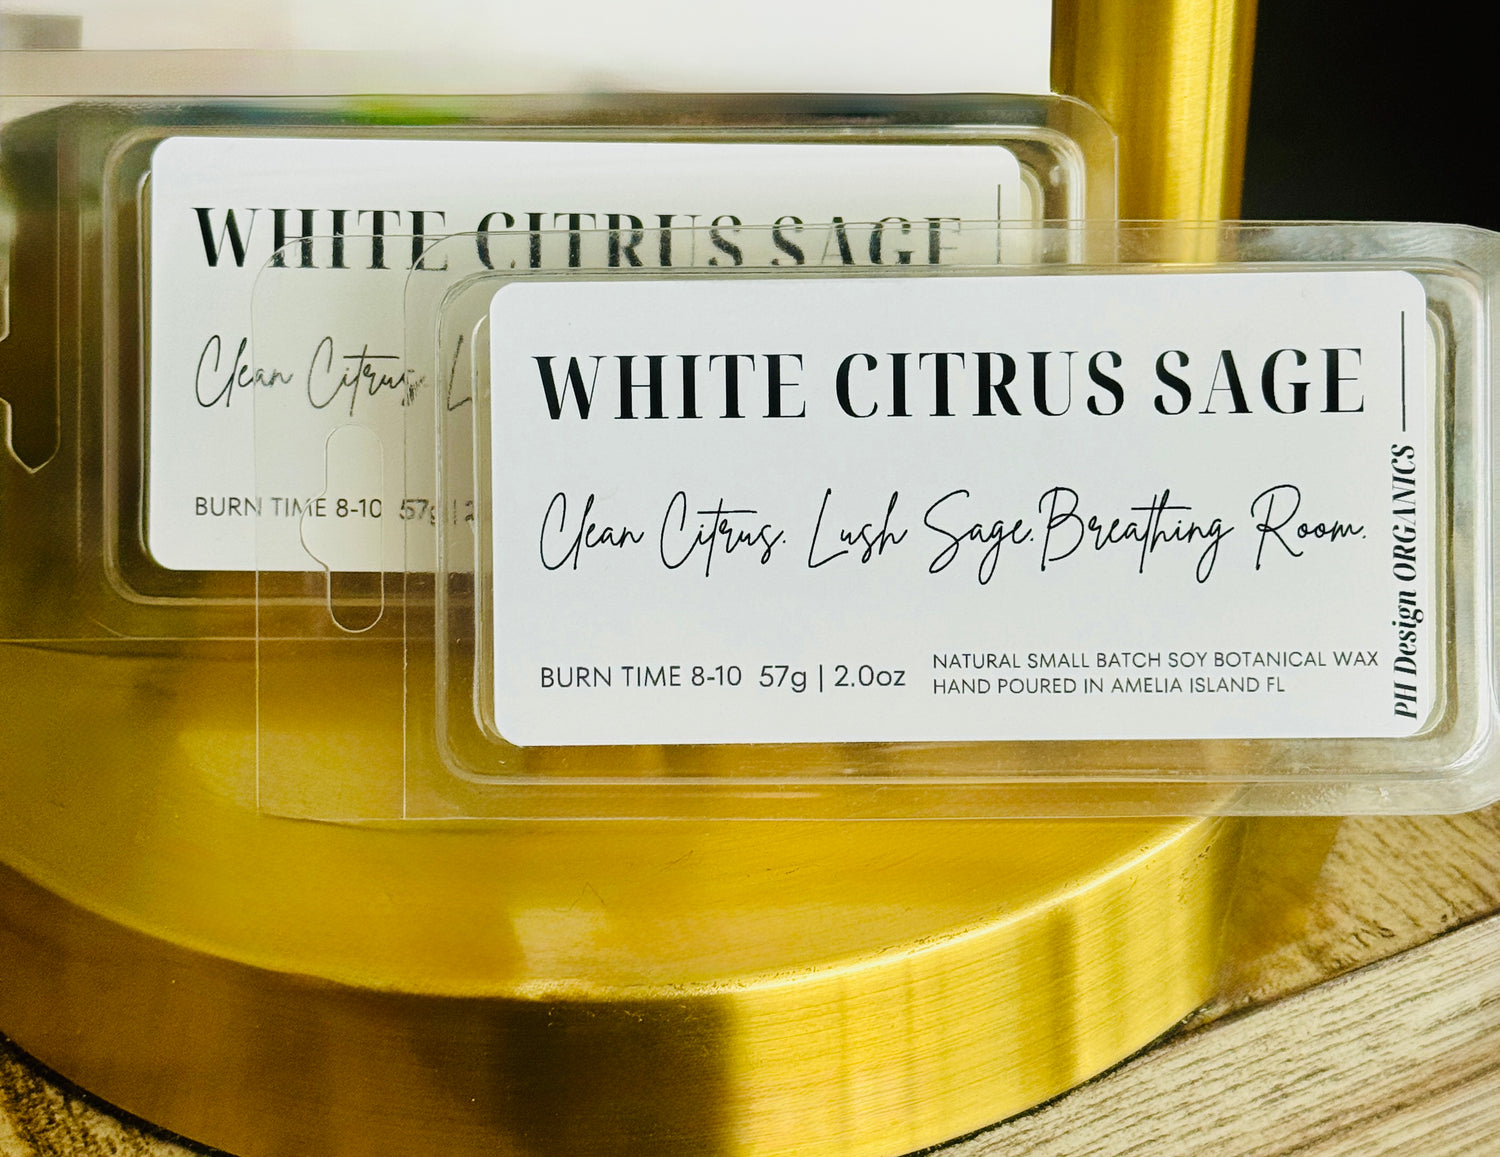 WHITE CITRUS SAGE
Clean Citrus. L
BURN TIME 8-10 57g | 2
WHITE CITRUS SAGE
Clean Citrus. Lush Sage. Breathing Room.
BURN TIME 8-10 57g | 2.0oz
NATURAL SMALL BATCH SOY BOTANICAL WAX
HAND POURED IN AMELIA ISLAND FL
PH Design ORGANICS